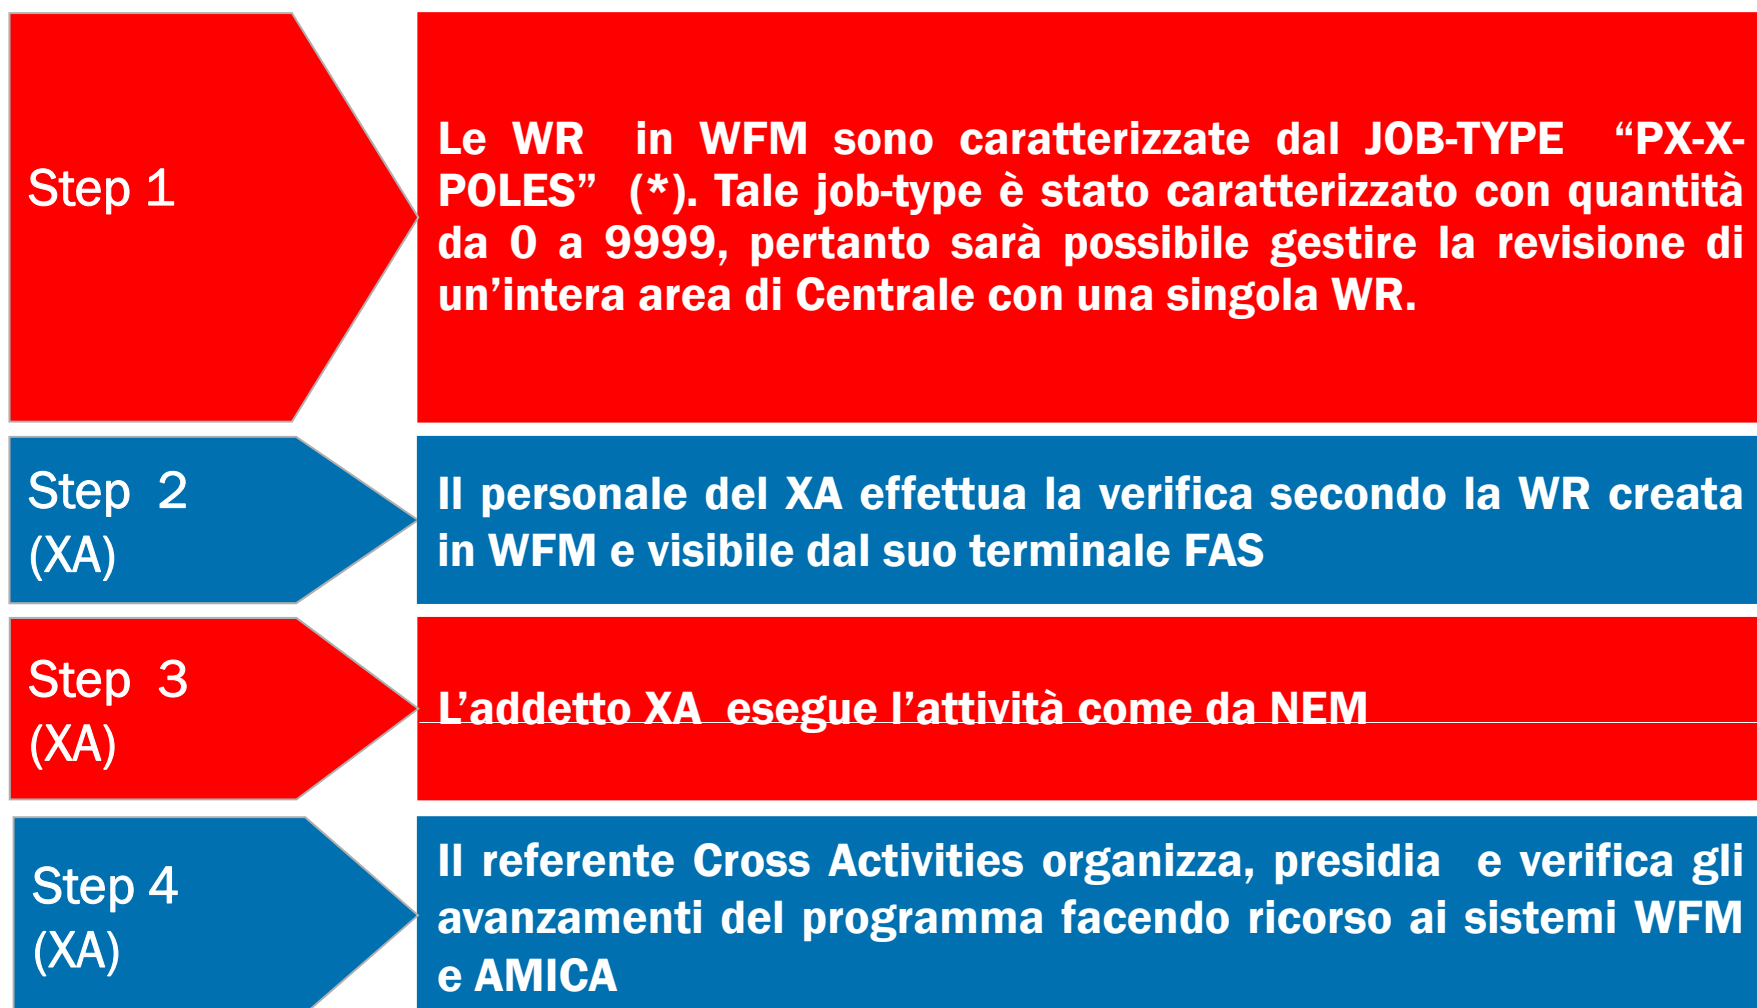 Step 1
Le WR in WFM sono caratterizzate dal JOB-TYPE “PX-X-
POLES” (*). Tale job-type è stato caratterizzato con quantità
da 0 a 9999, pertanto sarà possibile gestire la revisione di
un’intera area di Centrale con una singola WR.
Step 2
(XA)
Il personale del XA effettua la verifica secondo la WR creata
in WFM e visibile dal suo terminale FAS
Step 3
(XA)
L’addetto XA esegue l’attività come da NEM
Step 4
(XA)
Il referente Cross Activities organizza, presidia e verifica gli
avanzamenti del programma facendo ricorso ai sistemi WFM
e AMICA